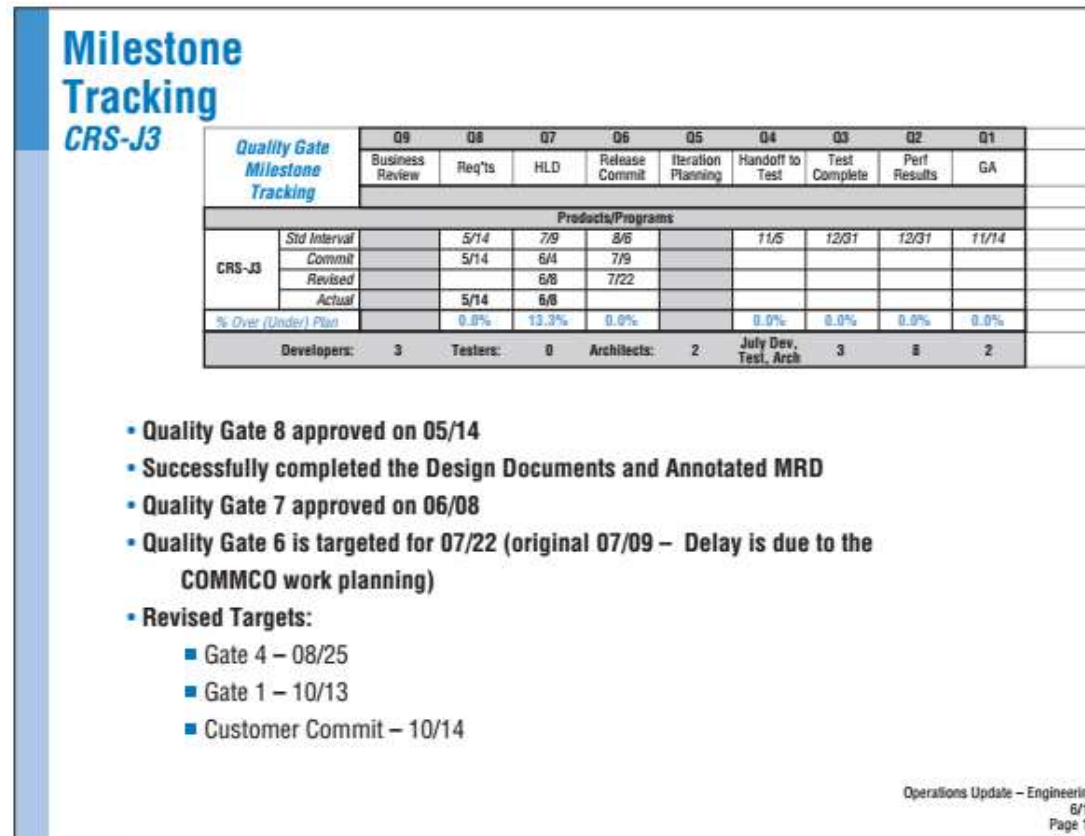 Milestone
Tracking
CRS-J3
Quality Gate Milestone Tracking Q9 Q8 Q7 Q6 Q5 Q4 Q3 Q2 Q1
Business Review Req'ts HLD Release Commit Iteration Planning Handoff to Test Test Complete Perf Results GA
Products/Programs
CRS-J3 Std Interval 5/14 7/9 8/6 11/5 12/31 12/31 11/14
Commit 5/14 6/4 7/9
Revised 6/8 7/22
Actual 5/14 6/8
% Over (Under) Plan 0.0% 13.3% 0.0% 0.0% 0.0% 0.0% 0.0%
Developers: 3 Testers: 0 Architects: 2 July Dev, Test, Arch 3 8 2
• Quality Gate 8 approved on 05/14
• Successfully completed the Design Documents and Annotated MRD
• Quality Gate 7 approved on 06/08
• Quality Gate 6 is targeted for 07/22 (original 07/09 – Delay is due to the
COMMCO work planning)
• Revised Targets:
■ Gate 4 – 08/25
■ Gate 1 – 10/13
■ Customer Commit – 10/14
Operations Update – Engineerin
6/
Page